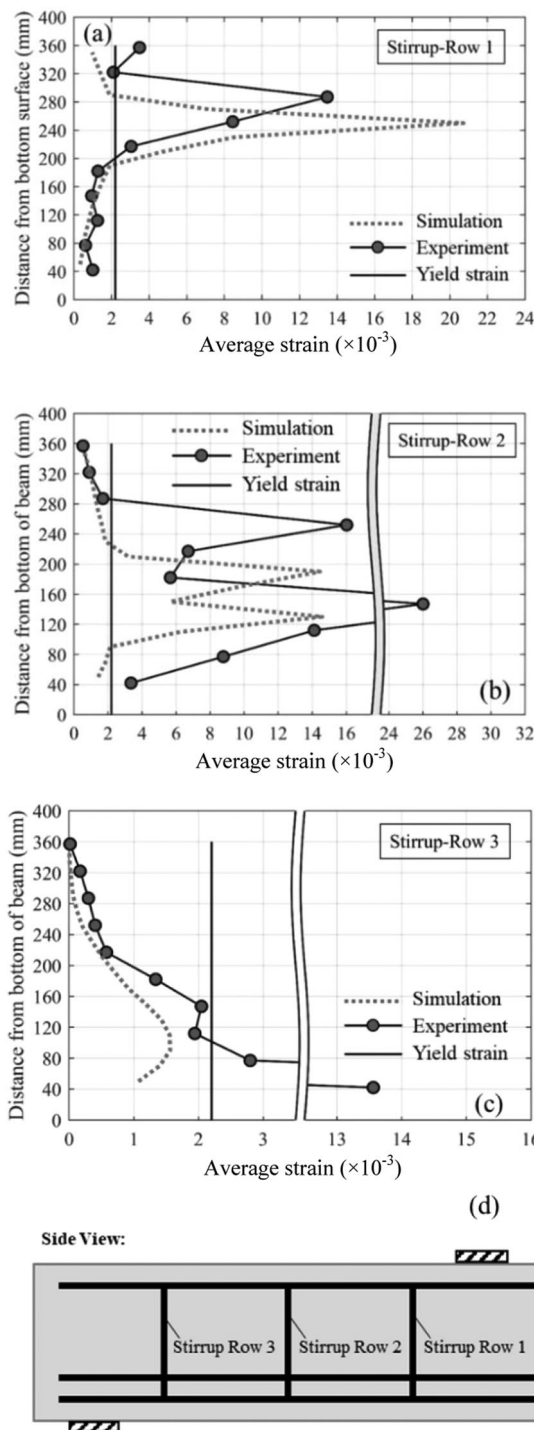 400
(a)
Stirrup-Row 1
360
320
280
240
200
160
120
80
40
0
Distance from bottom surface (mm)
Simulation
Experiment
Yield strain
0 2 4 6 8 10 12 14 16 18 20 22 24
Average strain (×10-3)
400
Simulation
Experiment
Yield strain
Stirrup-Row 2
360
320
280
240
200
160
120
80
40
0
Distance from bottom of beam (mm)
(b)
0 2 4 6 8 10 12 14 16 24 26 28 30 32
Average strain (×10-3)
400
Stirrup-Row 3
360
320
280
240
200
160
120
80
40
0
Distance from bottom of beam (mm)
Simulation
Experiment
Yield strain
(c)
0 1 2 3 13 14 15 16
Average strain (×10-3)
(d)
Side View:
Stirrup Row 3 Stirrup Row 2 Stirrup Row 1